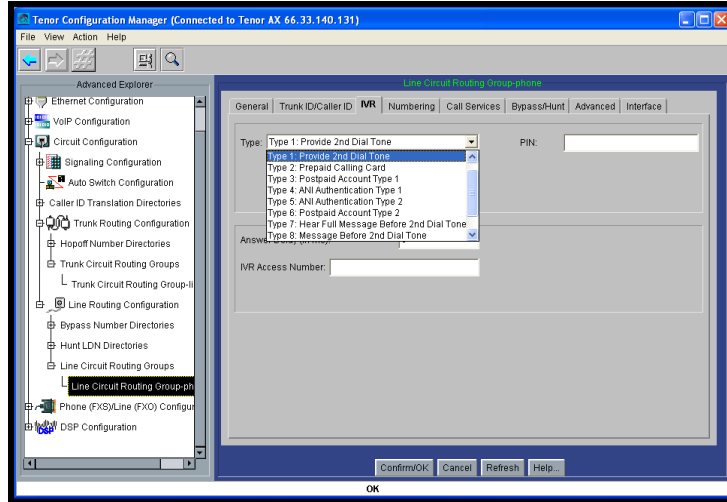 Tenor Configuration Manager (Connected to Tenor AX 66.33.140.131)
File View Action Help
Advanced Explorer
Ethernet Configuration
VoIP Configuration
Circuit Configuration
Signaling Configuration
Auto Switch Configuration
Caller ID Translation Directories
Trunk Routing Configuration
Hopoff Number Directories
Trunk Circuit Routing Groups
Trunk Circuit Routing Group-li
Line Routing Configuration
Bypass Number Directories
Hunt LDN Directories
Line Circuit Routing Groups
Line Circuit Routing Group-ph
Phone (FXS)/Line (FXO) Configur
DSP
DSP Configuration
Line Circuit Routing Group-phone
General Trunk ID/Caller ID IVR Numbering Call Services Bypass/Hunt Advanced Interface
Type: Type 1: Provide 2nd Dial Tone PIN:
Type 1: Provide 2nd Dial Tone
Type 2: Prepaid Calling Card
Type 3: Postpaid Account Type 1
Type 4: ANI Authentication Type 1
Type 5: ANI Authentication Type 2
Type 6: Postpaid Account Type 2
Type 7: Hear Full Message Before 2nd Dial Tone
Type 8: Message Before 2nd Dial Tone
IVR Access Number:
Confirm/OK Cancel Refresh Help...
OK